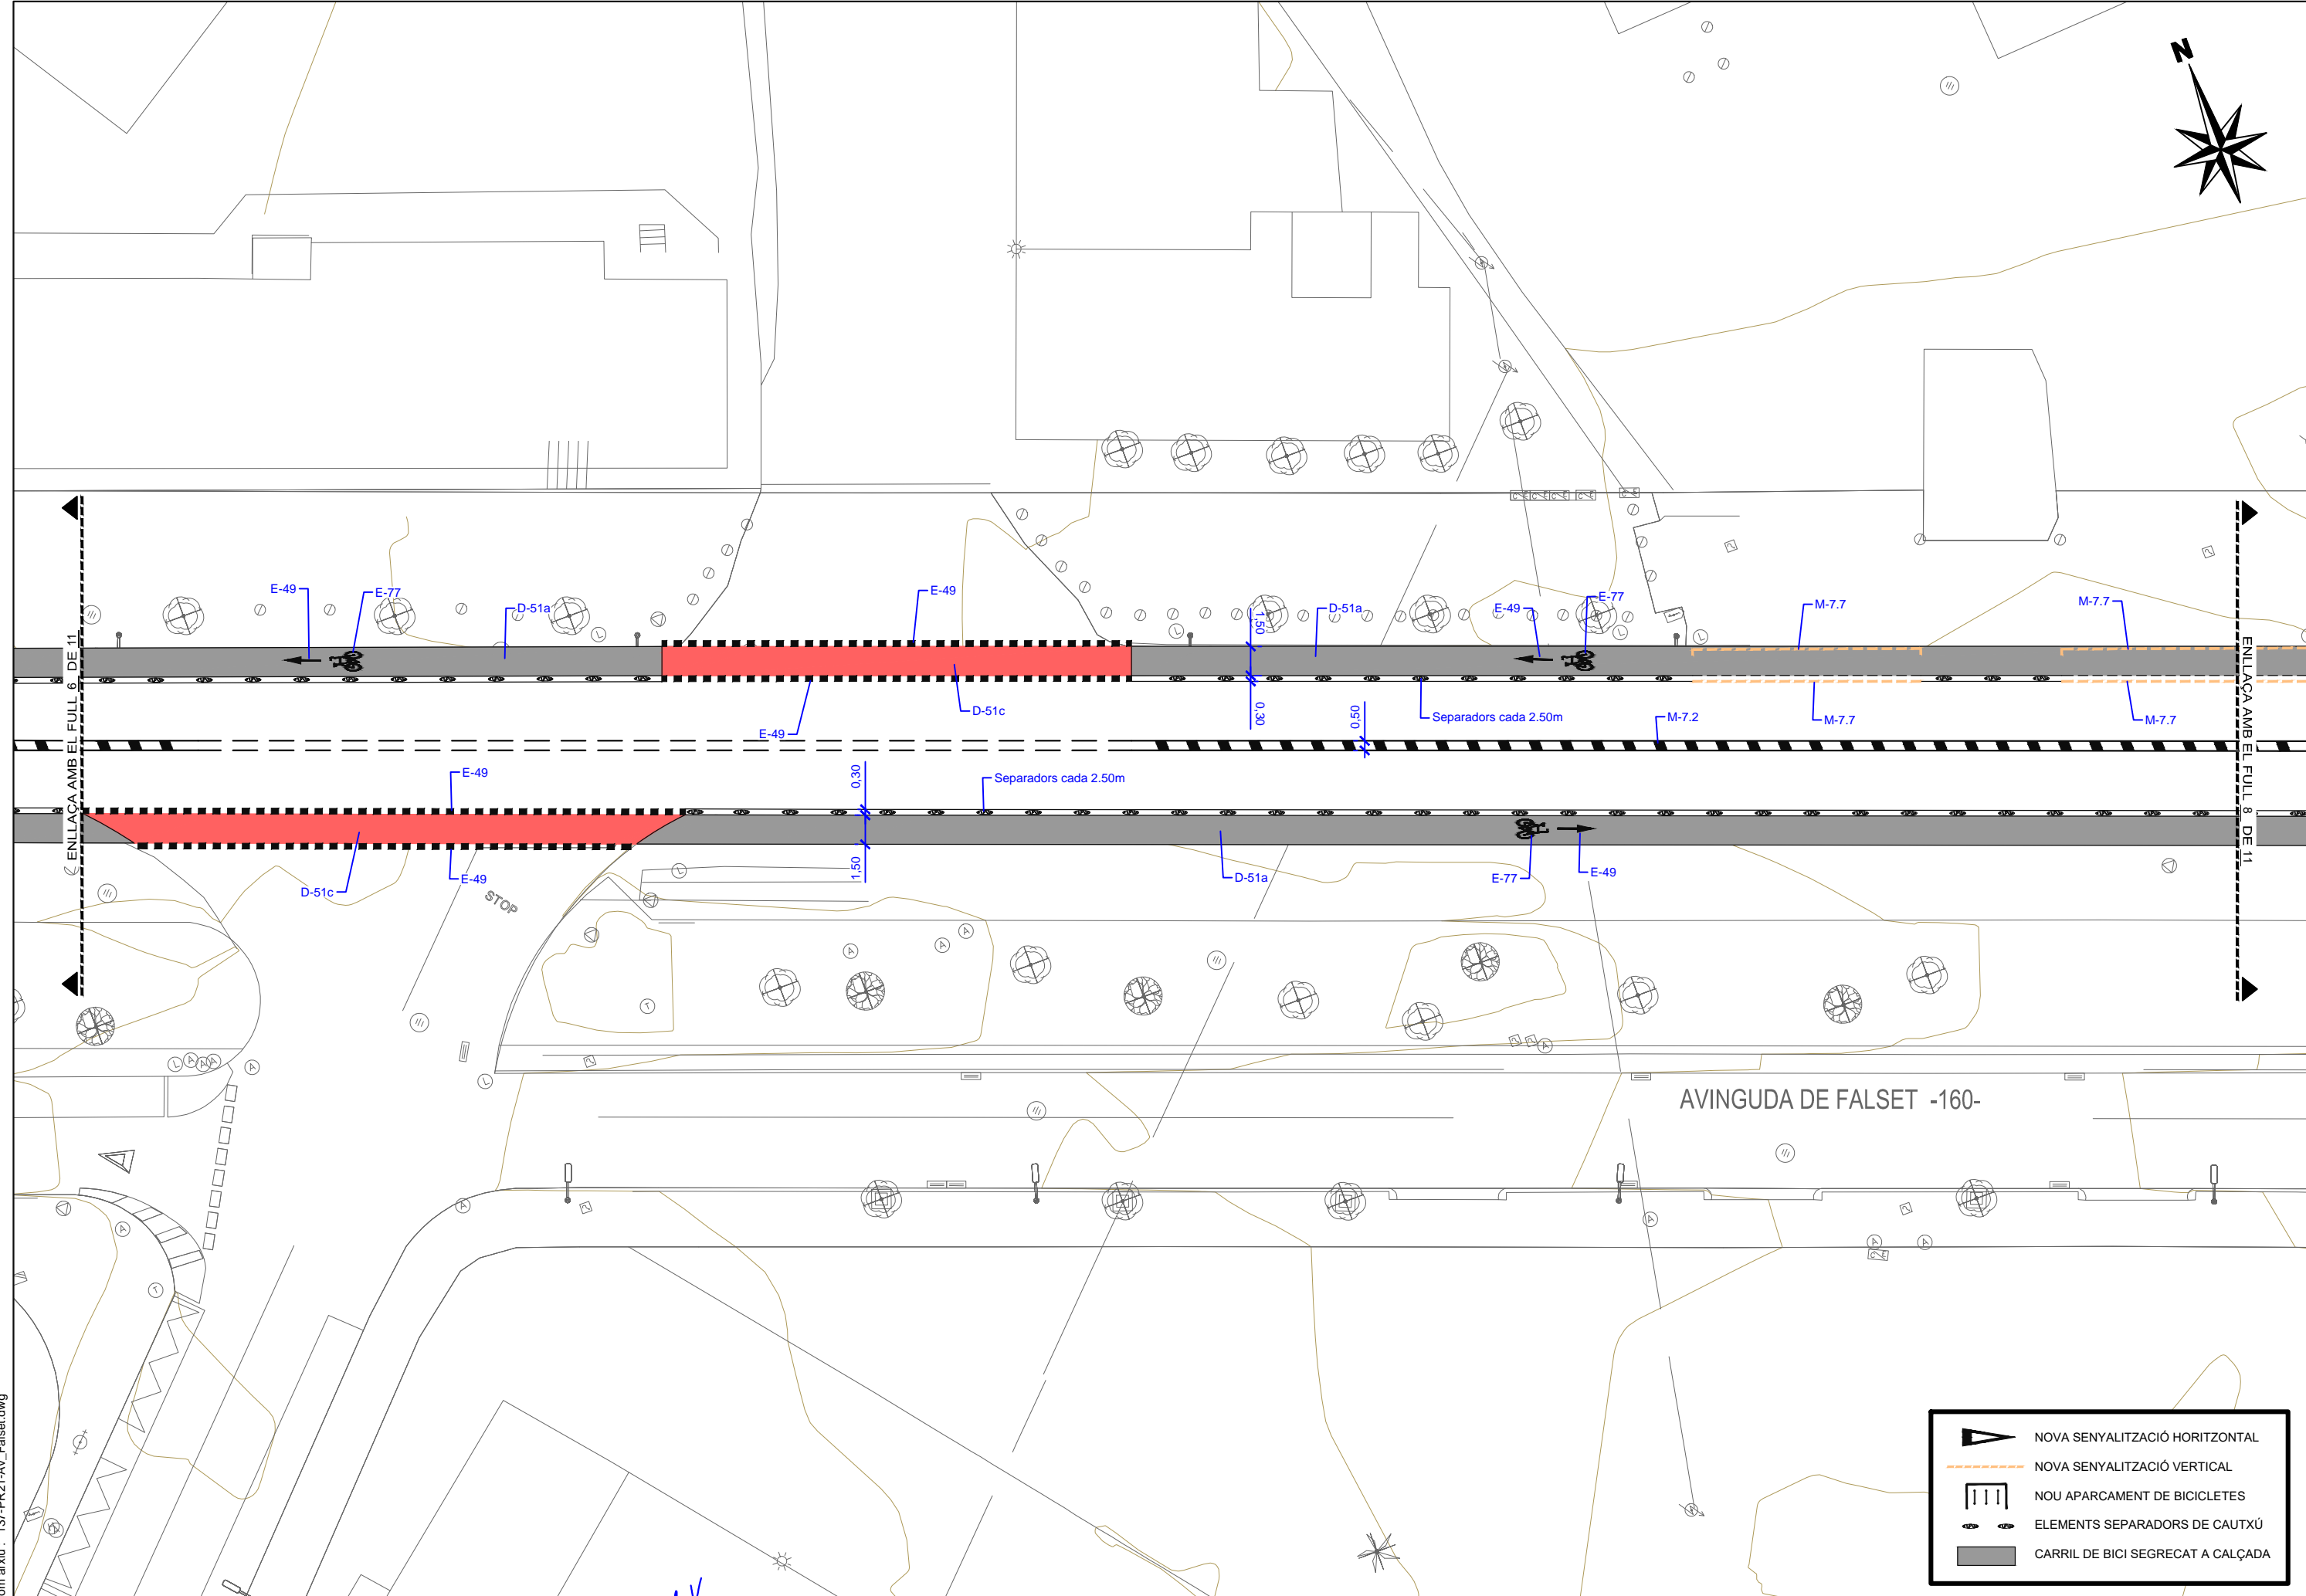 N
E-49
E-77
D-51a
E-49
1,50
D-51a
E-49
E-77
M-7.7
M-7.7
ENLLAÇA AMB EL FULL 6 DE 11
ENLLAÇA AMB EL FULL 8 DE 11
E-49
D-51c
0,30
0,50
Separadors cada 2.50m
M-7.2
M-7.7
M-7.7
E-49
0,30
Separadors cada 2.50m
D-51c
E-49
1,50
D-51a
E-77
E-49
STOP
AVINGUDA DE FALSET -160-
NOVA SENYALITZACIÓ HORITZONTAL
NOVA SENYALITZACIÓ VERTICAL
NOU APARCAMENT DE BICICLETES
ELEMENTS SEPARADORS DE CAUTXÚ
CARRIL DE BICI SEGRECAT A CALÇADA